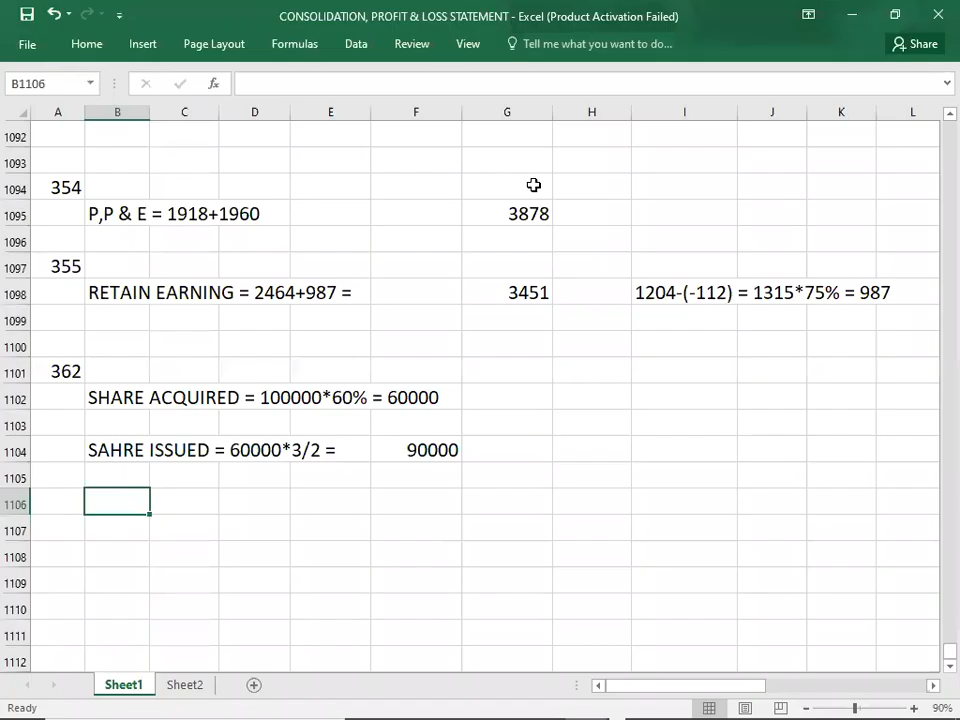 CONSOLIDATION, PROFIT & LOSS STATEMENT - Excel (Product Activation Failed)
File Home Insert Page Layout Formulas Data Review View Tell me what you want to do... Share
B1106 fx
A B C D E F G H I J K L
1092
1093
1094 354
1095 P,P & E = 1918+1960 3878
1096
1097 355
1098 RETAIN EARNING = 2464+987 = 3451 1204-(-112) = 1315*75% = 987
1099
1100
1101 362
1102 SHARE ACQUIRED = 100000*60% = 60000
1103
1104 SAHRE ISSUED = 60000*3/2 = 90000
1105
1106
1107
1108
1109
1110
1111
1112
Sheet1 Sheet2
Ready 90%